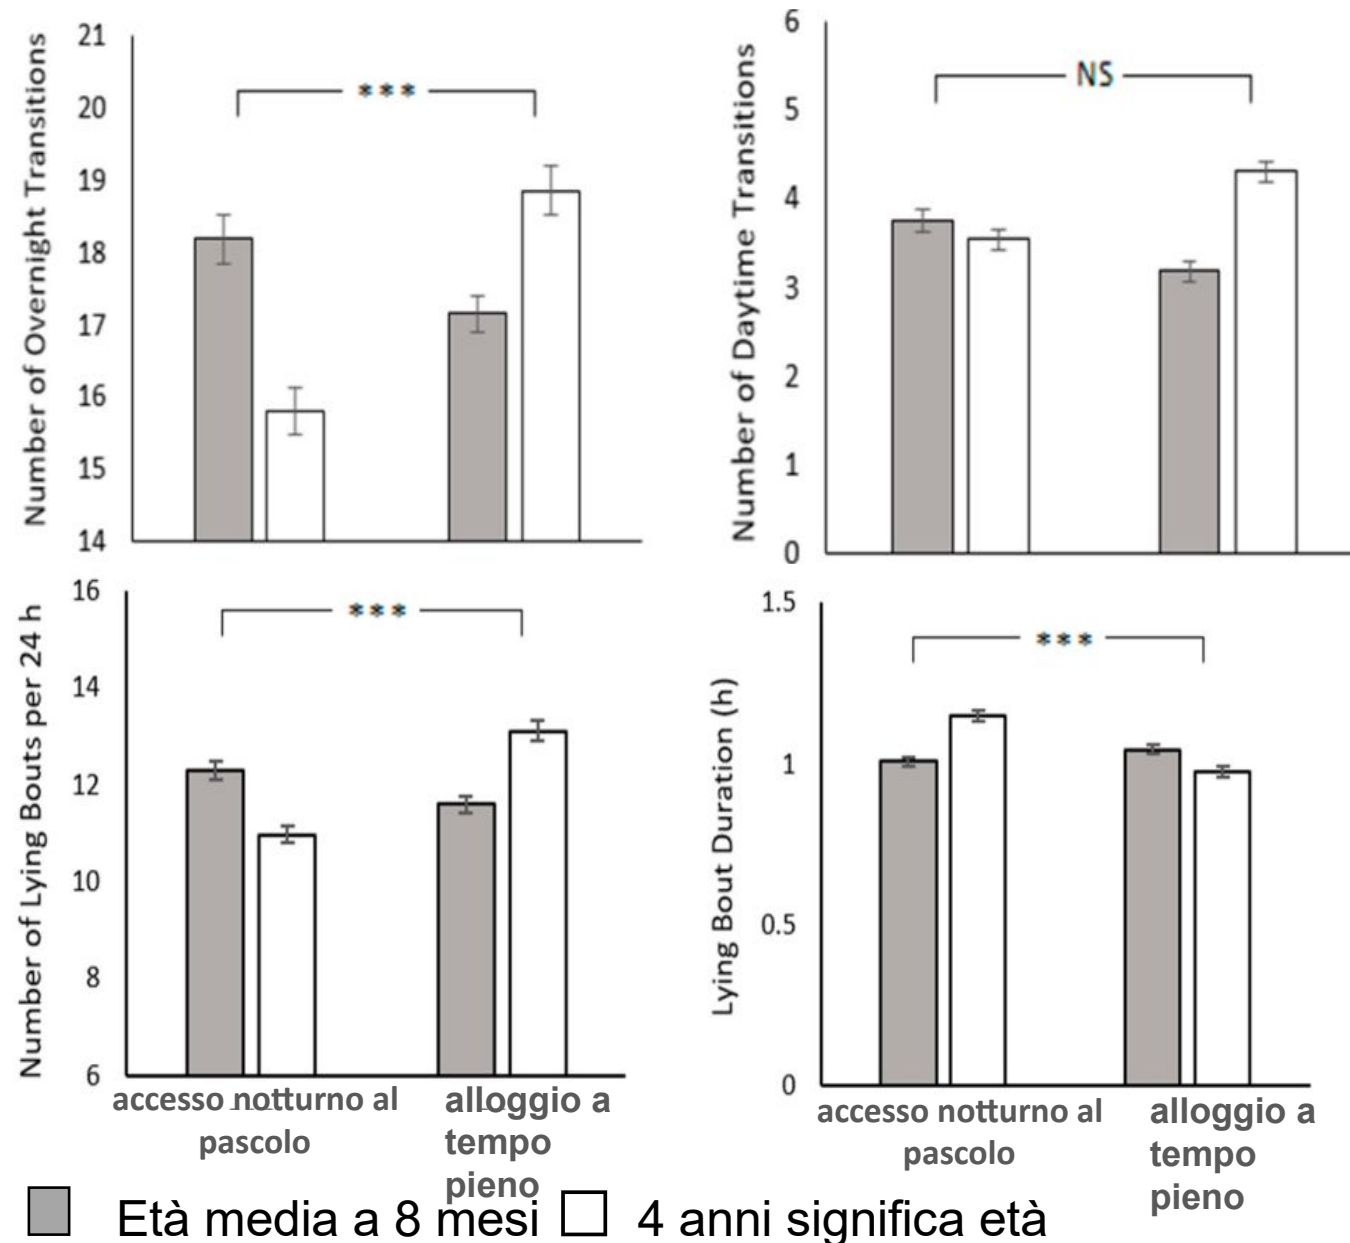 Number of Overnight Transitions
21
20
19
18
17
16
15
14
***
Number of Daytime Transitions
6
5
4
3
2
1
0
NS
Number of Lying Bouts per 24 h
16
14
12
10
8
6
***
accesso notturno al
pascolo
alloggio a
tempo
pieno
Lying Bout Duration (h)
1.5
1
0.5
0
***
accesso notturno al
pascolo
alloggio a
tempo
pieno
Età media a 8 mesi
4 anni significa età